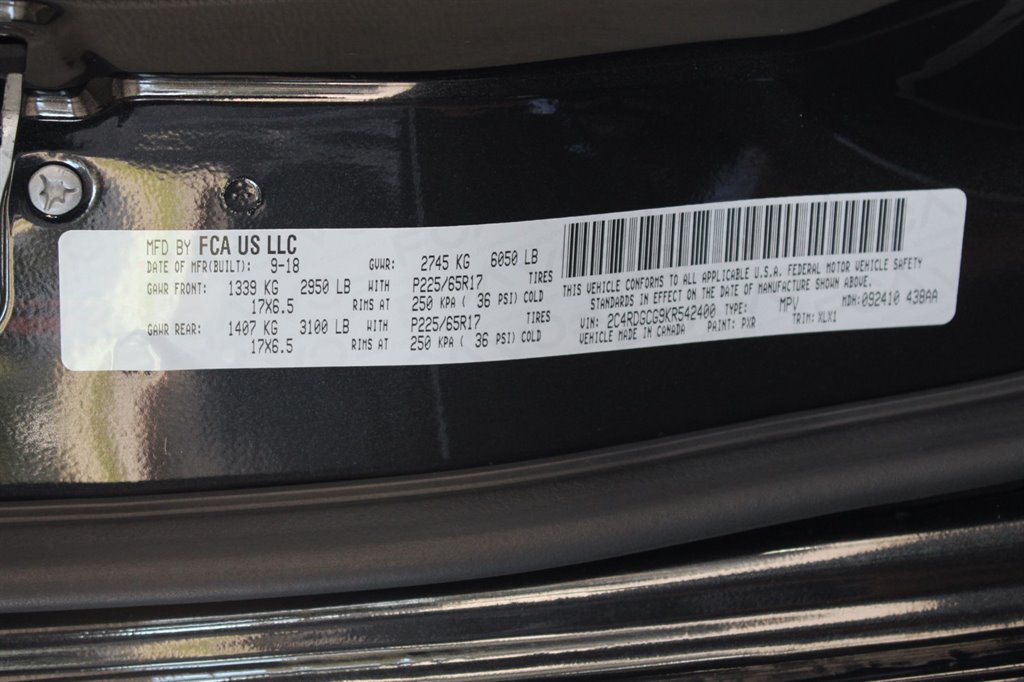 MFD BY FCA US LLC
DATE OF MFR(BUILT): 9-18 GVWR: 2745 KG 6050 LB
GAWR FRONT: 1339 KG 2950 LB WITH P225/65R17 TIRES
17X6.5 RIMS AT 250 KPA ( 36 PSI) COLD
GAWR REAR: 1407 KG 3100 LB WITH P225/65R17 TIRES
17X6.5 RIMS AT 250 KPA ( 36 PSI) COLD
THIS VEHICLE CONFORMS TO ALL APPLICABLE U.S.A. FEDERAL MOTOR VEHICLE SAFETY
STANDARDS IN EFFECT ON THE DATE OF MANUFACTURE SHOWN ABOVE.
VIN: 2C4RDGCG9KR542400 TYPE: MPV MDH:092410 438AA
VEHICLE MADE IN CANADA PAINT: PXR TRIM: XLX1